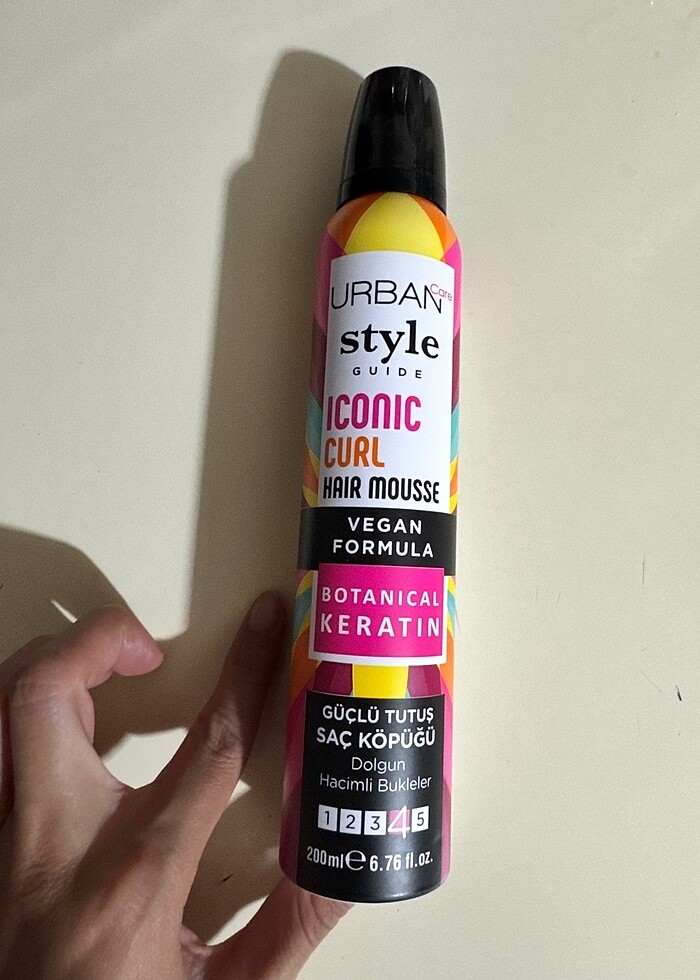 URBAN Care
style
GUIDE
ICONIC
CURL
HAIR MOUSSE
VEGAN
FORMULA
BOTANICAL
KERATIN
GÜÇLÜ TUTUŞ
SAÇ KÖPÜĞÜ
Dolgun
Hacimli Bukleler
1 2 3 4 5
200ml e 6.76 fl.oz.